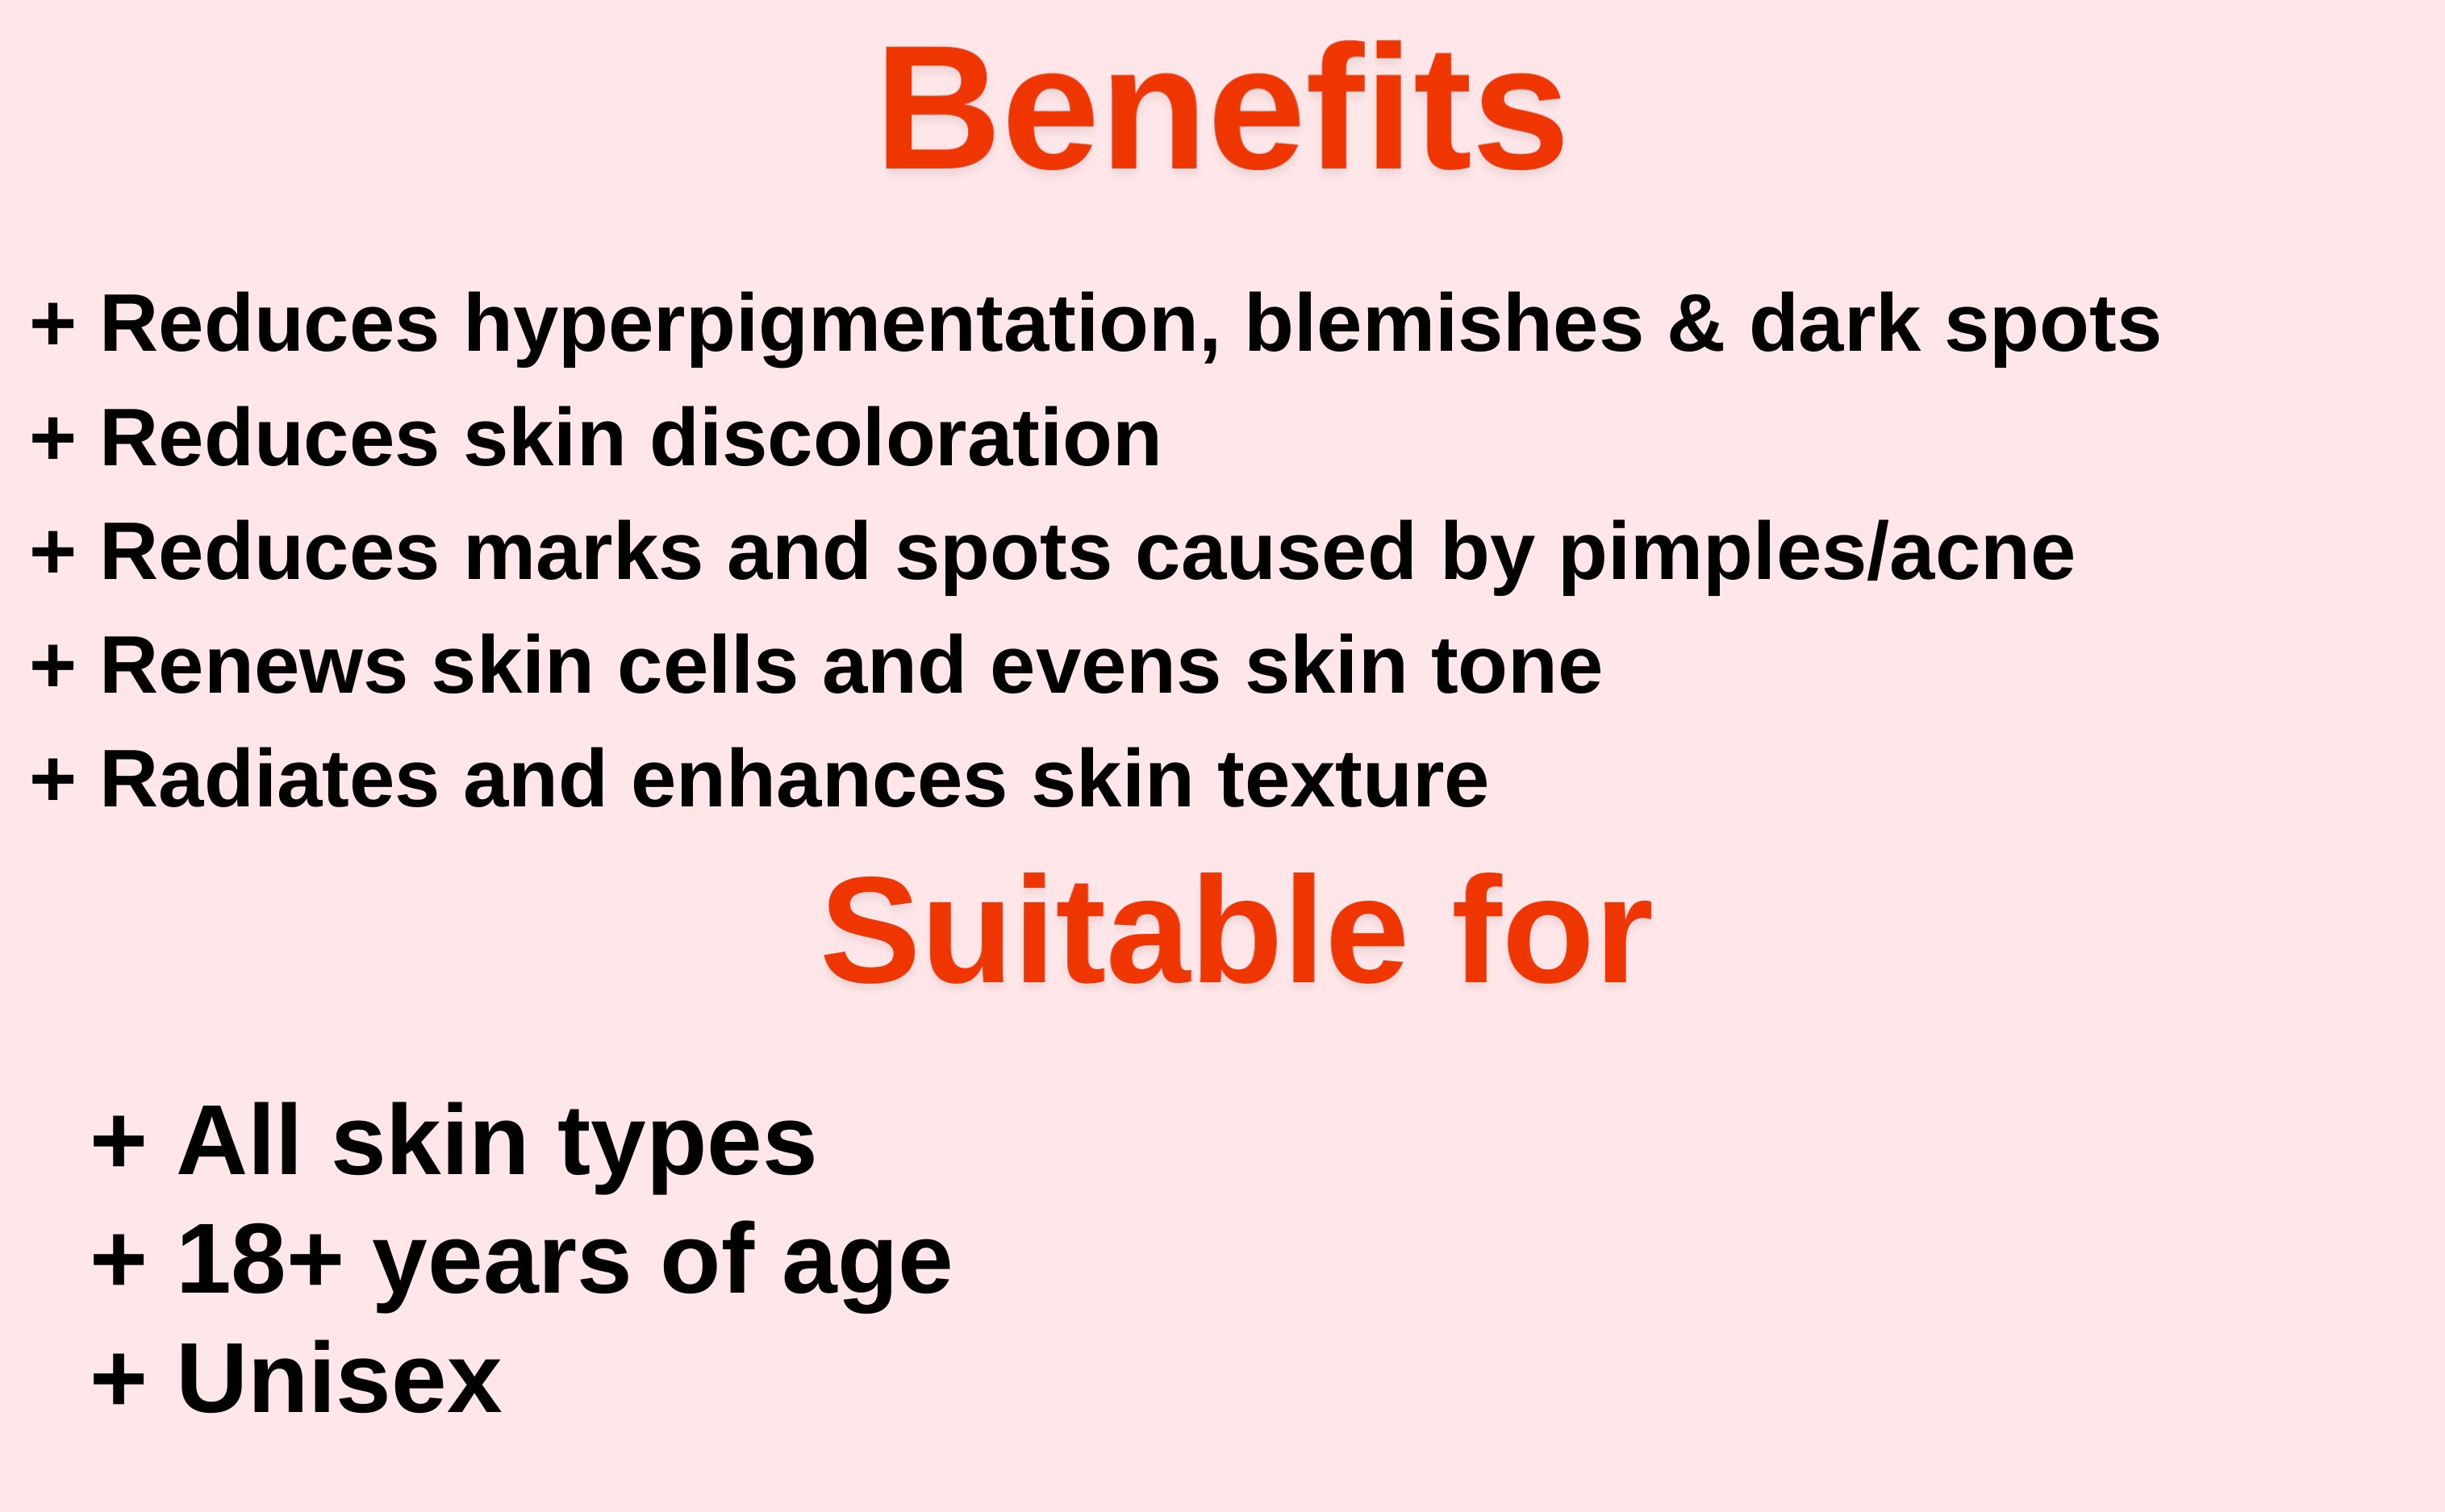 Benefits
+ Reduces hyperpigmentation, blemishes & dark spots
+ Reduces skin discoloration
+ Reduces marks and spots caused by pimples/acne
+ Renews skin cells and evens skin tone
+ Radiates and enhances skin texture
Suitable for
+ All skin types
+ 18+ years of age
+ Unisex